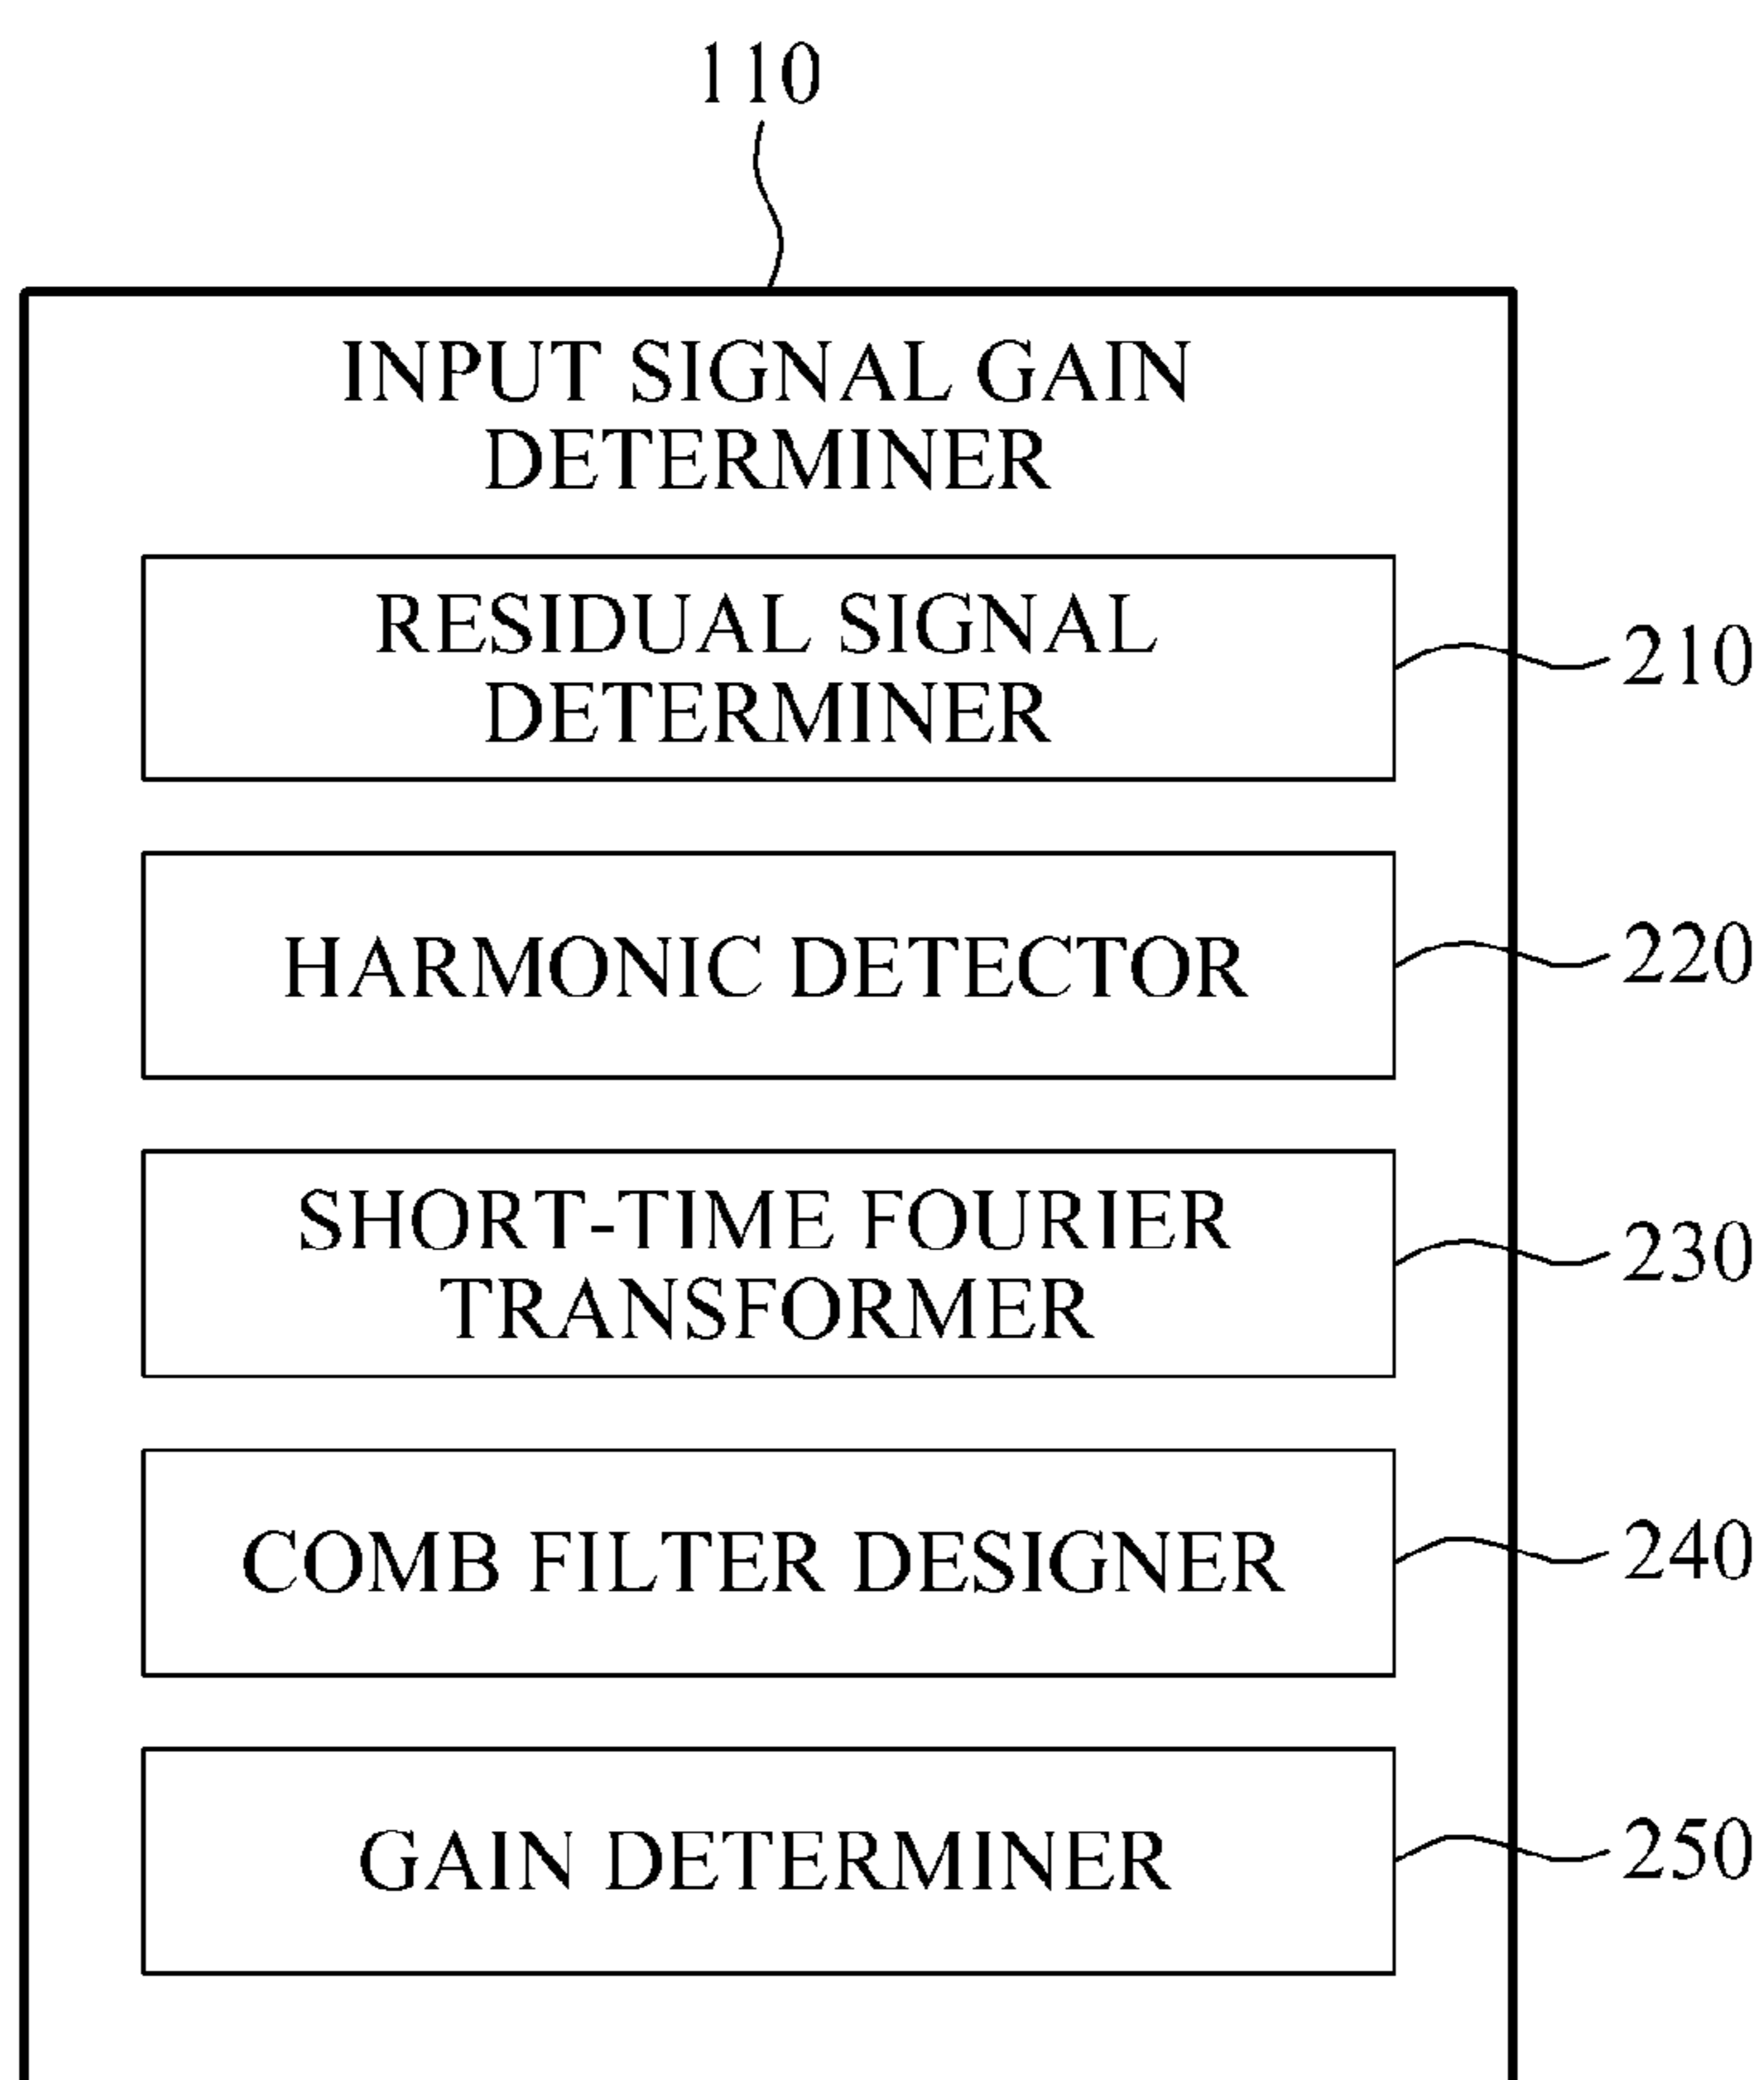 110
INPUT SIGNAL GAIN
DETERMINER
RESIDUAL SIGNAL
DETERMINER
210
HARMONIC DETECTOR
220
SHORT-TIME FOURIER
TRANSFORMER
230
COMB FILTER DESIGNER
240
GAIN DETERMINER
250